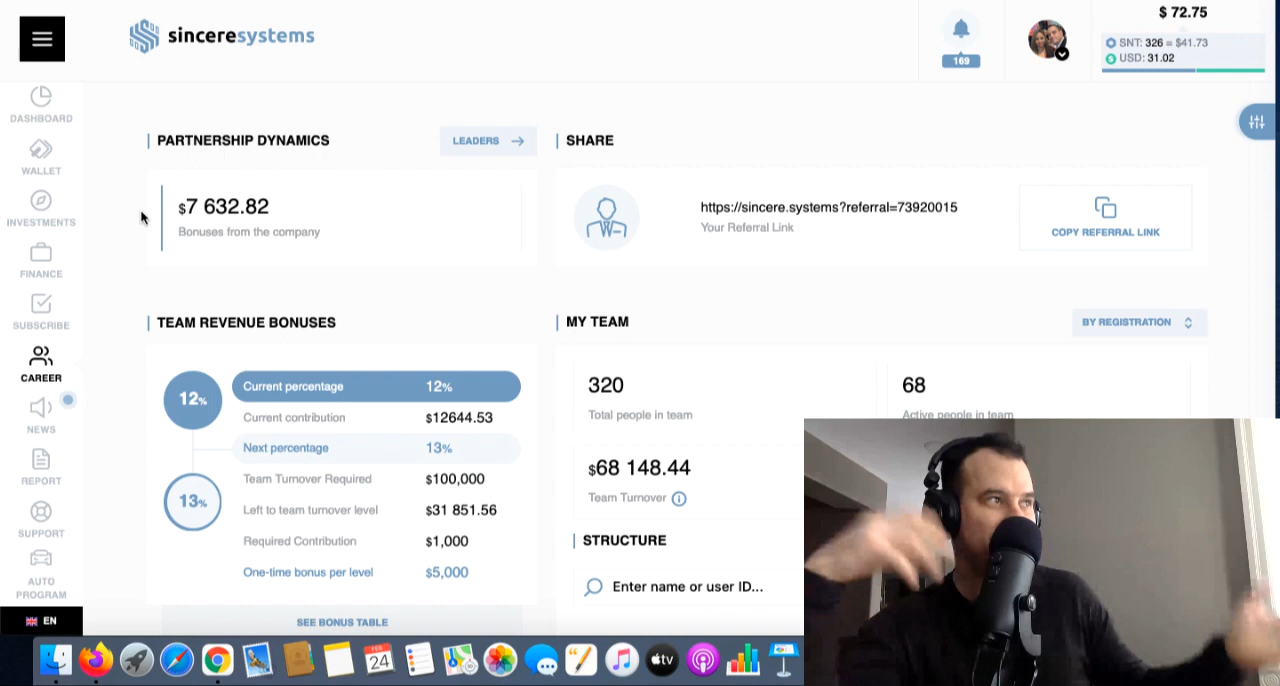 sinceresystems
169
$ 72.75
SNT: 326 = $41.73
USD: 31.02
DASHBOARD
WALLET
INVESTMENTS
FINANCE
SUBSCRIBE
CAREER
NEWS
REPORT
SUPPORT
AUTO
PROGRAM
EN
PARTNERSHIP DYNAMICS
LEADERS
$7 632.82
Bonuses from the company
SHARE
https://sincere.systems?referral=73920015
Your Referral Link
COPY REFERRAL LINK
TEAM REVENUE BONUSES
12%
Current percentage 12%
Current contribution $12644.53
Next percentage 13%
13%
Team Turnover Required $100,000
Left to team turnover level $31 851.56
Required Contribution $1,000
One-time bonus per level $5,000
SEE BONUS TABLE
MY TEAM
BY REGISTRATION
320
Total people in team
68
Active people in team
$68 148.44
Team Turnover
STRUCTURE
Enter name or user ID...
FEB
24
tv